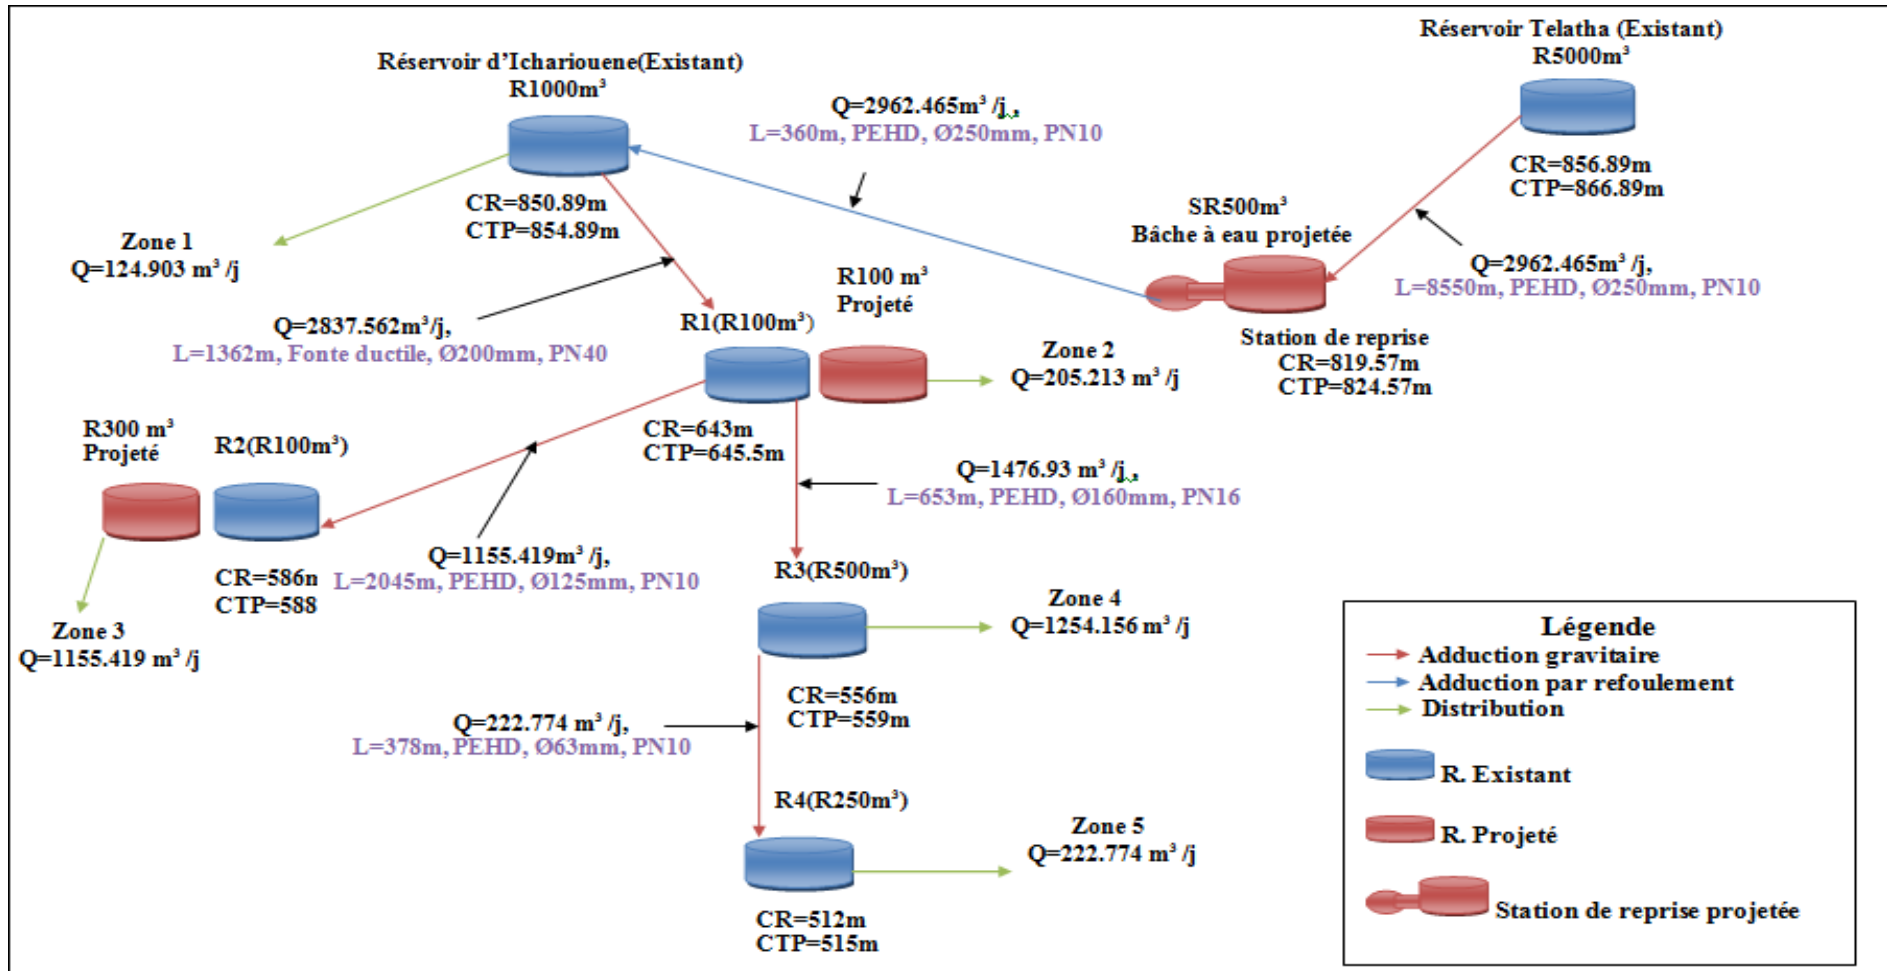 Réservoir Telatha (Existant)
R5000m³
CR=856.89m
CTP=866.89m
Q=2962.465m³ /j,
L=8550m, PEHD, Ø250mm, PN10
SR500m³
Bâche à eau projetée
Station de reprise
CR=819.57m
CTP=824.57m
Q=2962.465m³ /j ,
L=360m, PEHD, Ø250mm, PN10
Réservoir d’Ichariouene(Existant)
R1000m³
CR=850.89m
CTP=854.89m
Zone 1
Q=124.903 m³ /j
Q=2837.562m³/j,
L=1362m, Fonte ductile, Ø200mm, PN40
R1(R100m³)
R100 m³
Projeté
CR=643m
CTP=645.5m
Zone 2
Q=205.213 m³ /j
R300 m³
Projeté
R2(R100m³)
CR=586n
CTP=588
Q=1155.419m³ /j,
L=2045m, PEHD, Ø125mm, PN10
Zone 3
Q=1155.419 m³ /j
Q=1476.93 m³ /j ,
L=653m, PEHD, Ø160mm, PN16
R3(R500m³)
CR=556m
CTP=559m
Zone 4
Q=1254.156 m³ /j
Q=222.774 m³ /j,
L=378m, PEHD, Ø63mm, PN10
R4(R250m³)
CR=512m
CTP=515m
Zone 5
Q=222.774 m³ /j
Légende
Adduction gravitaire
Adduction par refoulement
Distribution
R. Existant
R. Projeté
Station de reprise projetée